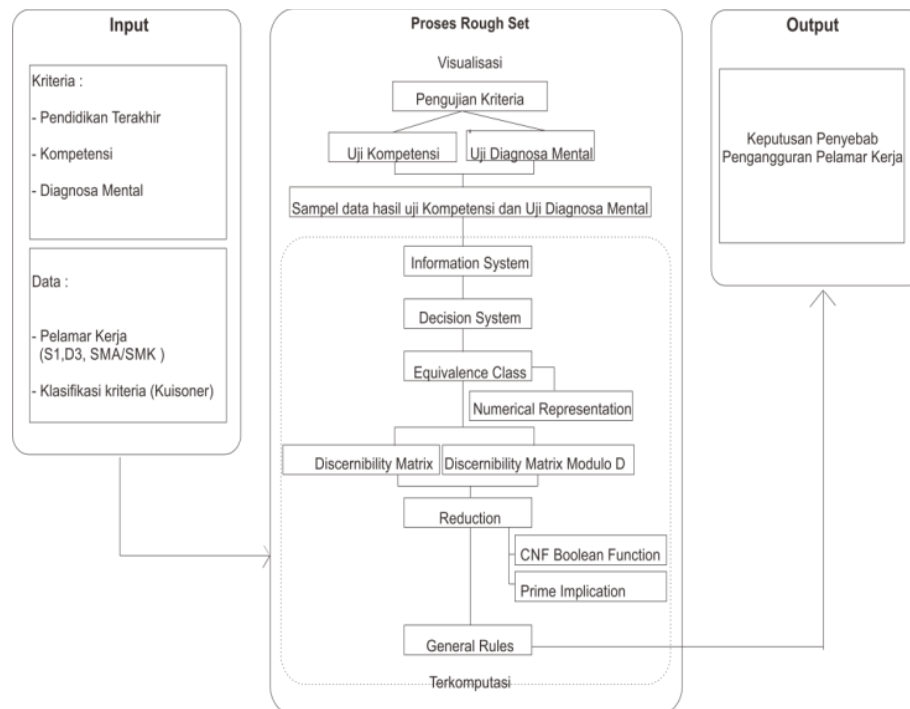 Input
Kriteria :
- Pendidikan Terakhir
- Kompetensi
- Diagnosa Mental
Data :
- Pelamar Kerja
(S1,D3, SMA/SMK )
- Klasifikasi kriteria (Kuisoner)
Proses Rough Set
Visualisasi
Pengujian Kriteria
Uji Kompetensi
Uji Diagnosa Mental
Sampel data hasil uji Kompetensi dan Uji Diagnosa Mental
Information System
Decision System
Equivalence Class
Numerical Representation
Discernibility Matrix
Discernibility Matrix Modulo D
Reduction
CNF Boolean Function
Prime Implication
General Rules
Terkomputasi
Output
Keputusan Penyebab
Pengangguran Pelamar Kerja